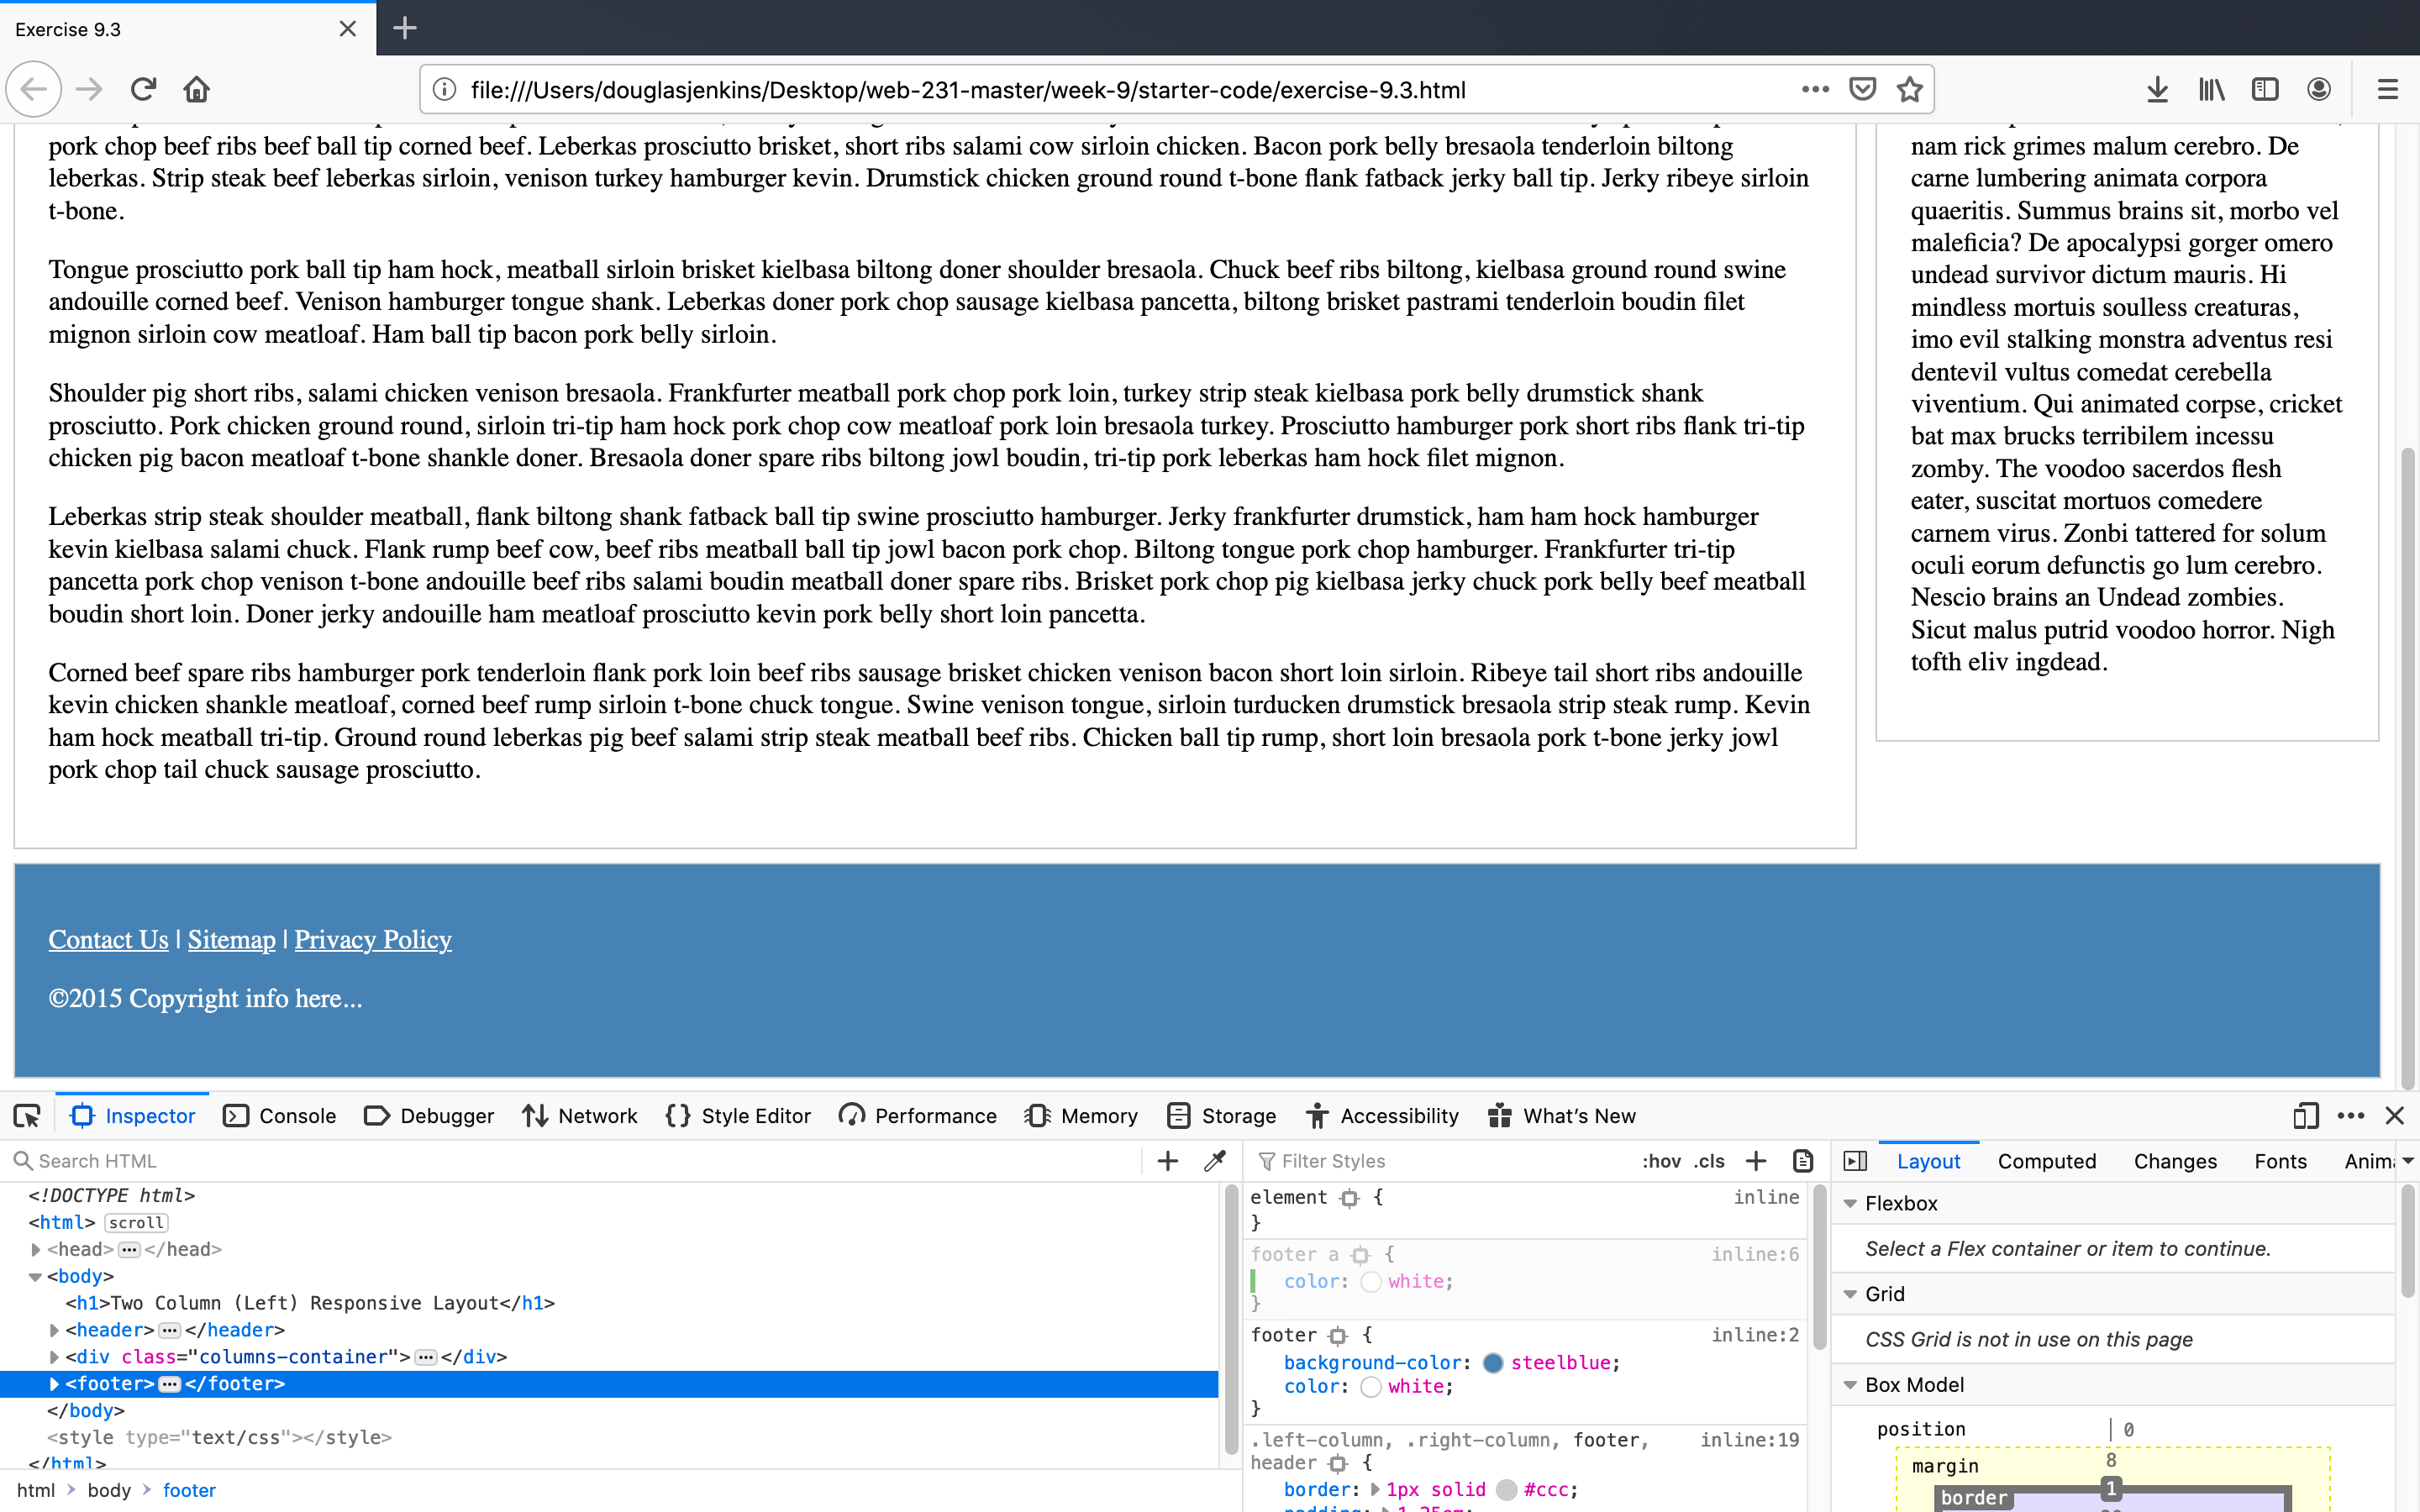 Exercise 9.3
file:///Users/douglasjenkins/Desktop/web-231-master/week-9/starter-code/exercise-9.3.html
pork chop beef ribs beef ball tip corned beef. Leberkas prosciutto brisket, short ribs salami cow sirloin chicken. Bacon pork belly bresaola tenderloin biltong
leberkas. Strip steak beef leberkas sirloin, venison turkey hamburger kevin. Drumstick chicken ground round t-bone flank fatback jerky ball tip. Jerky ribeye sirloin
t-bone.
Tongue prosciutto pork ball tip ham hock, meatball sirloin brisket kielbasa biltong doner shoulder bresaola. Chuck beef ribs biltong, kielbasa ground round swine
andouille corned beef. Venison hamburger tongue shank. Leberkas doner pork chop sausage kielbasa pancetta, biltong brisket pastrami tenderloin boudin filet
mignon sirloin cow meatloaf. Ham ball tip bacon pork belly sirloin.
Shoulder pig short ribs, salami chicken venison bresaola. Frankfurter meatball pork chop pork loin, turkey strip steak kielbasa pork belly drumstick shank
prosciutto. Pork chicken ground round, sirloin tri-tip ham hock pork chop cow meatloaf pork loin bresaola turkey. Prosciutto hamburger pork short ribs flank tri-tip
chicken pig bacon meatloaf t-bone shankle doner. Bresaola doner spare ribs biltong jowl boudin, tri-tip pork leberkas ham hock filet mignon.
Leberkas strip steak shoulder meatball, flank biltong shank fatback ball tip swine prosciutto hamburger. Jerky frankfurter drumstick, ham ham hock hamburger
kevin kielbasa salami chuck. Flank rump beef cow, beef ribs meatball ball tip jowl bacon pork chop. Biltong tongue pork chop hamburger. Frankfurter tri-tip
pancetta pork chop venison t-bone andouille beef ribs salami boudin meatball doner spare ribs. Brisket pork chop pig kielbasa jerky chuck pork belly beef meatball
boudin short loin. Doner jerky andouille ham meatloaf prosciutto kevin pork belly short loin pancetta.
Corned beef spare ribs hamburger pork tenderloin flank pork loin beef ribs sausage brisket chicken venison bacon short loin sirloin. Ribeye tail short ribs andouille
kevin chicken shankle meatloaf, corned beef rump sirloin t-bone chuck tongue. Swine venison tongue, sirloin turducken drumstick bresaola strip steak rump. Kevin
ham hock meatball tri-tip. Ground round leberkas pig beef salami strip steak meatball beef ribs. Chicken ball tip rump, short loin bresaola pork t-bone jerky jowl
pork chop tail chuck sausage prosciutto.
nam rick grimes malum cerebro. De
carne lumbering animata corpora
quaeritis. Summus brains sit, morbo vel
maleficia? De apocalypsi gorger omero
undead survivor dictum mauris. Hi
mindless mortuis soulless creaturas,
imo evil stalking monstra adventus resi
dentevil vultus comedat cerebella
viventium. Qui animated corpse, cricket
bat max brucks terribilem incessu
zomby. The voodoo sacerdos flesh
eater, suscitat mortuos comedere
carnem virus. Zonbi tattered for solum
oculi eorum defunctis go lum cerebro.
Nescio brains an Undead zombies.
Sicut malus putrid voodoo horror. Nigh
tofth eliv ingdead.
Contact Us | Sitemap | Privacy Policy
©2015 Copyright info here...
Inspector Console Debugger Network Style Editor Performance Memory Storage Accessibility What's New
Search HTML
<!DOCTYPE html>
<html> scroll
<head>...</head>
<body>
<h1>Two Column (Left) Responsive Layout</h1>
<header>...</header>
<div class="columns-container">...</div>
<footer>...</footer>
</body>
<style type="text/css"></style>
</html>
html > body > footer
Filter Styles :hov .cls
element { inline
}
footer a { inline:6
color: white;
}
footer { inline:2
background-color: steelblue;
color: white;
}
.left-column, .right-column, footer, inline:19
header {
border: 1px solid #ccc;
padding: 1.25em;
Layout Computed Changes Fonts
Flexbox
Select a Flex container or item to continue.
Grid
CSS Grid is not in use on this page
Box Model
position 0
margin 8
border 1